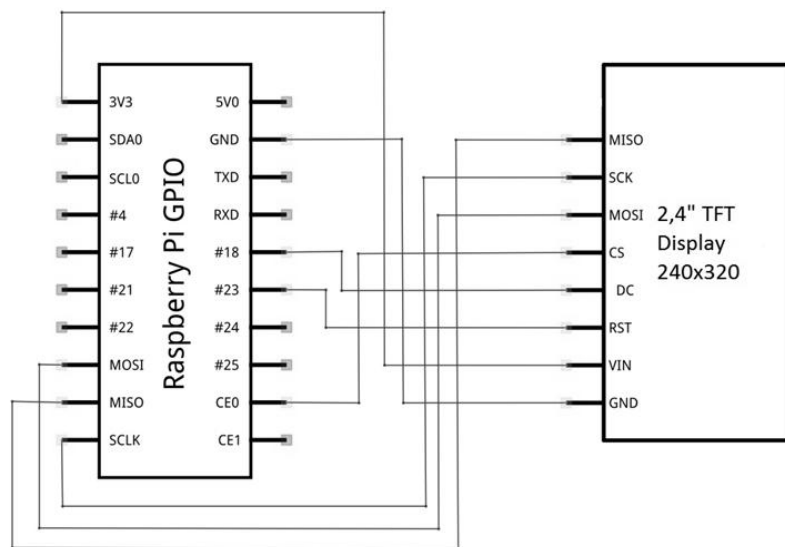 3V3
SDA0
SCL0
#4
#17
#21
#22
MOSI
MISO
SCLK
Raspberry Pi GPIO
5V0
GND
TXD
RXD
#18
#23
#24
#25
CE0
CE1
MISO
SCK
MOSI
CS
DC
RST
VIN
GND
2,4" TFT
Display
240x320